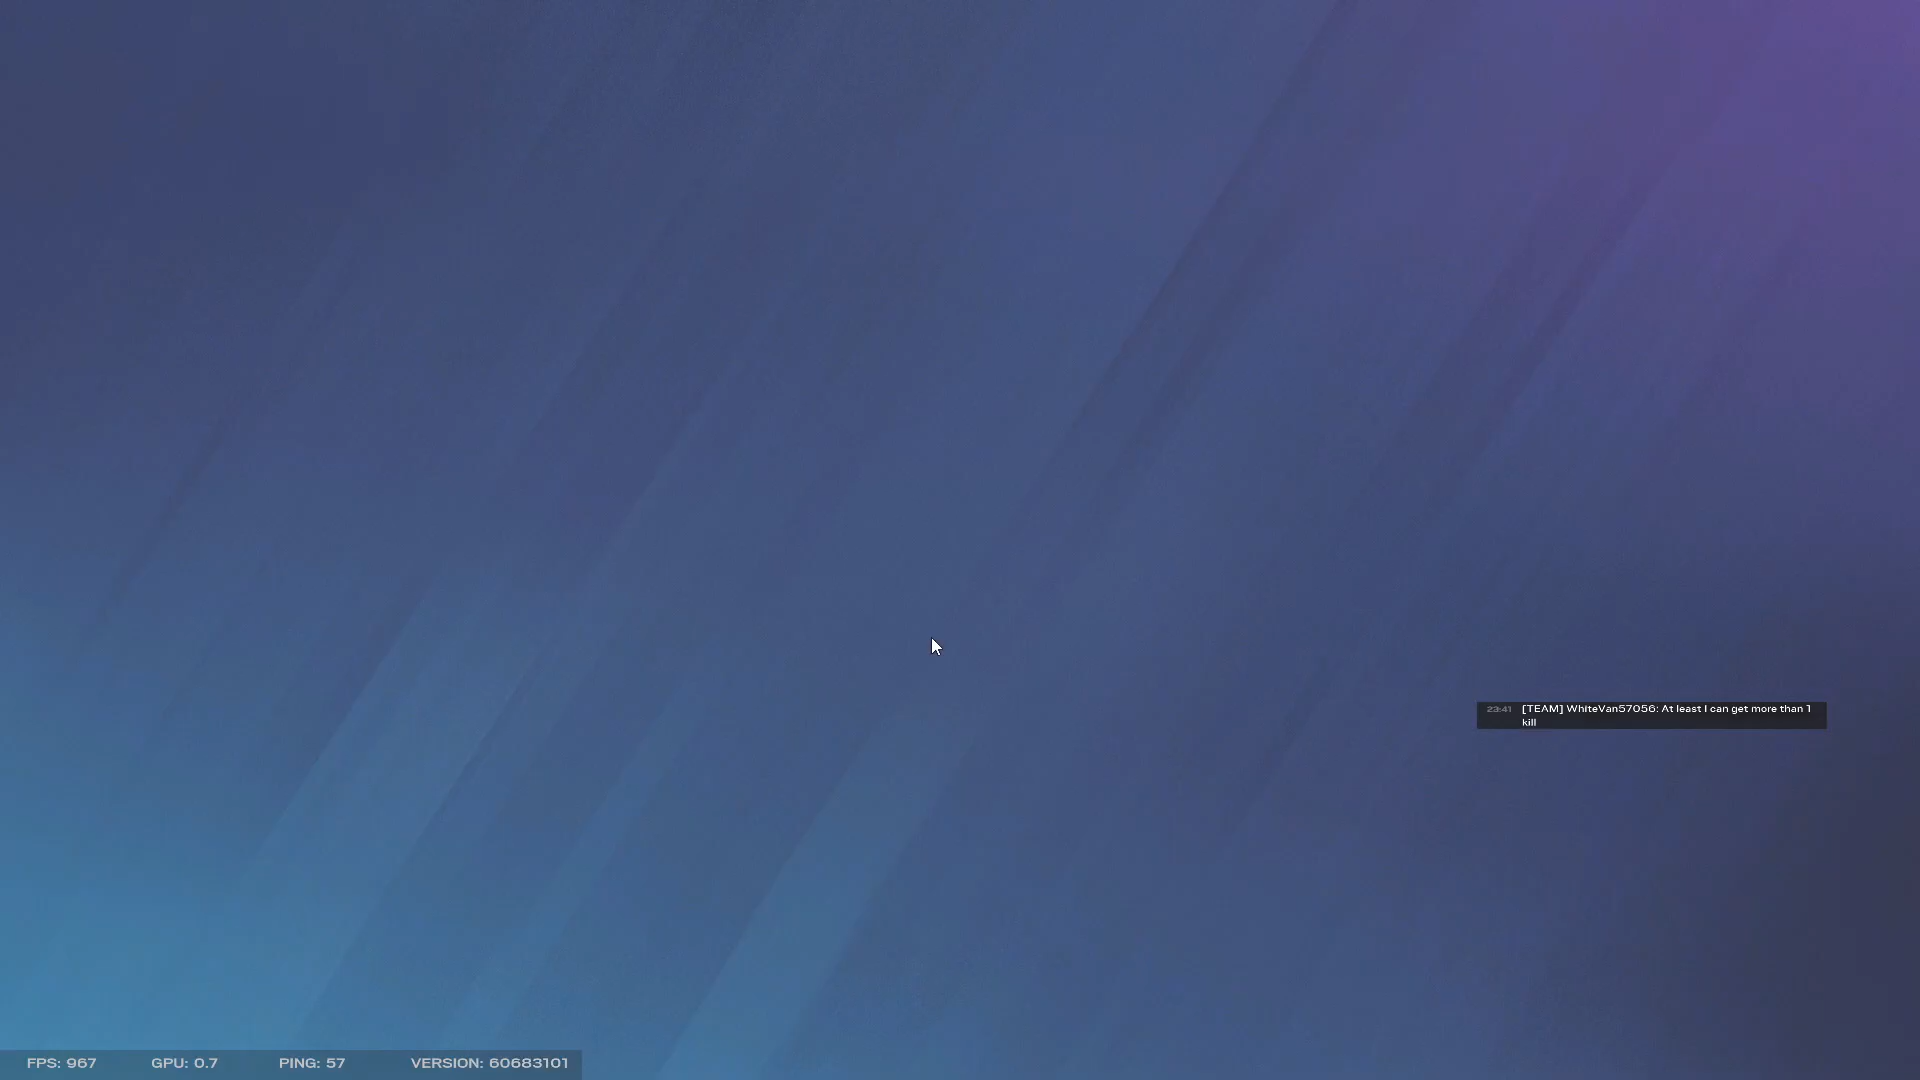 23:41 [TEAM] WhiteVan57056: At least I can get more than 1
kill
FPS: 967 GPU: 0.7 PING: 57 VERSION: 60683101